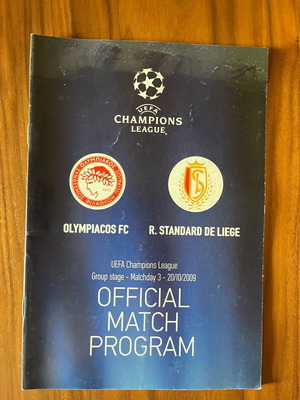 UEFA
CHAMPIONS
LEAGUE
OLYMPIACOS FC
R. STANDARD DE LIEGE
UEFA Champions League
Group stage - Matchday 3 - 20/10/2009
OFFICIAL
MATCH
PROGRAM